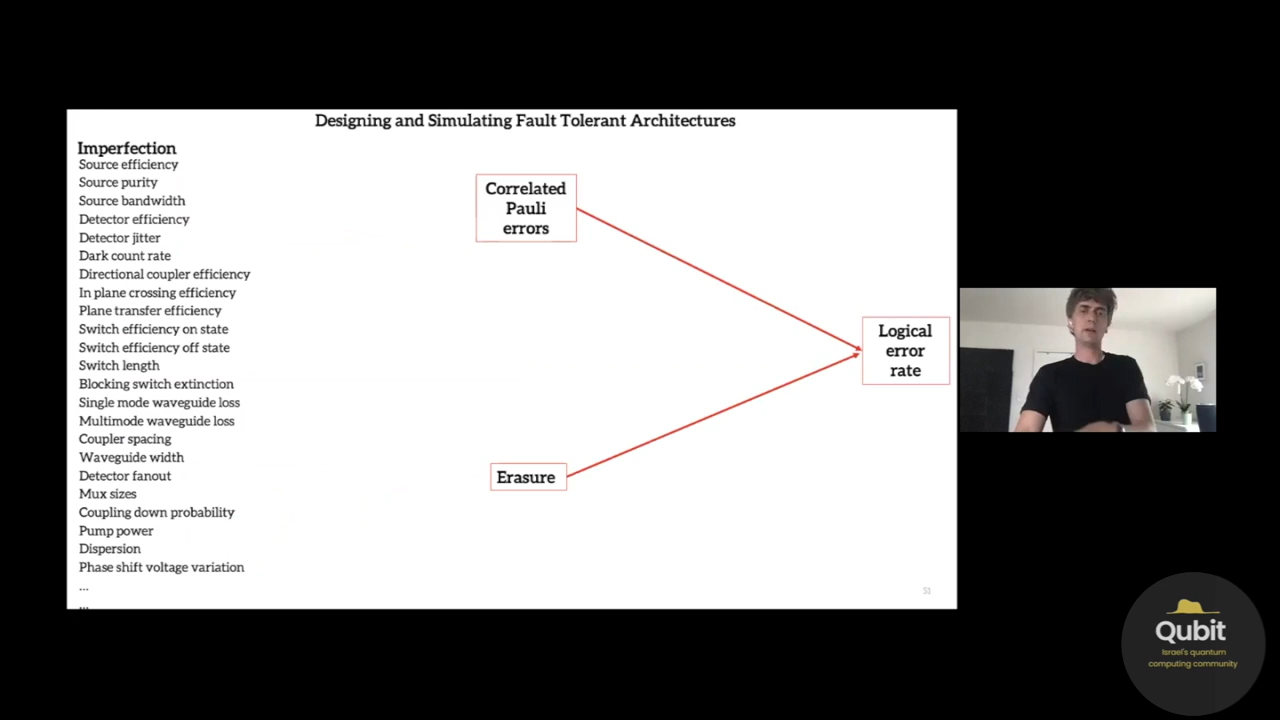 Designing and Simulating Fault Tolerant Architectures
Imperfection
Source efficiency
Source purity
Source bandwidth
Detector efficiency
Detector jitter
Dark count rate
Directional coupler efficiency
In plane crossing efficiency
Plane transfer efficiency
Switch efficiency on state
Switch efficiency off state
Switch length
Blocking switch extinction
Single mode waveguide loss
Multimode waveguide loss
Coupler spacing
Waveguide width
Detector fanout
Mux sizes
Coupling down probability
Pump power
Dispersion
Phase shift voltage variation
...
...
Correlated
Pauli
errors
Erasure
Logical
error
rate
51
Qubit
Israel's quantum
computing community